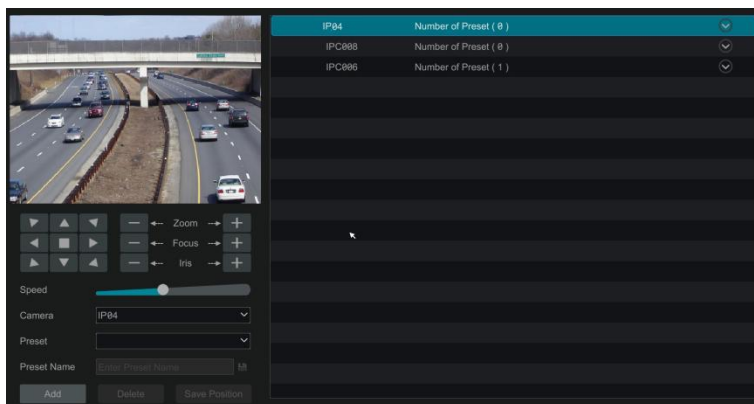 IP04 Number of Preset ( 0 )
IPC008 Number of Preset ( 0 )
IPC006 Number of Preset ( 1 )
Zoom
Focus
Iris
Speed
Camera IP04
Preset
Preset Name Enter Preset Name
Add Delete Save Position